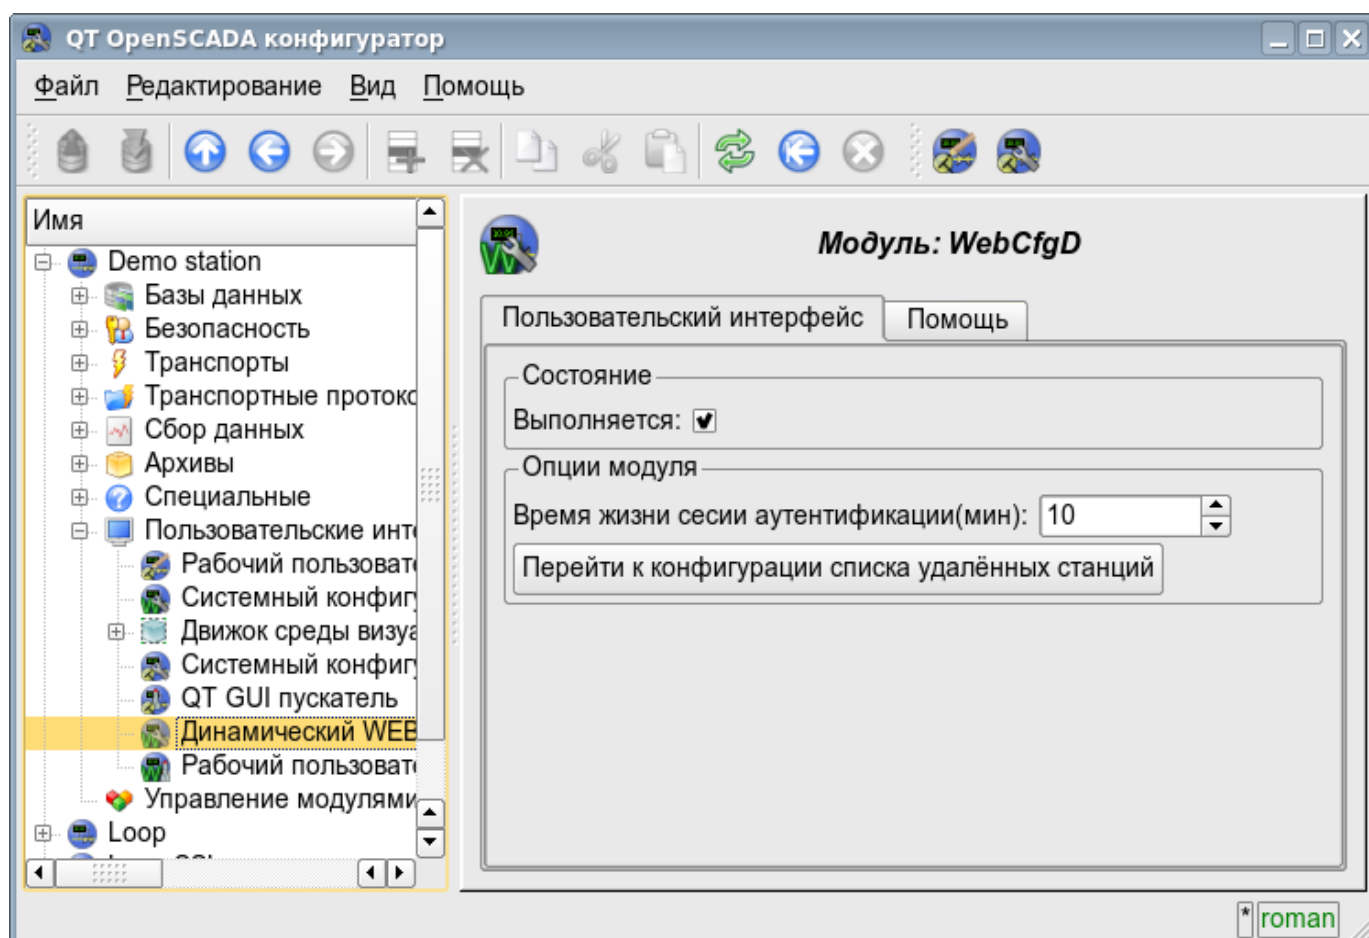 QT OpenSCADA конфигуратор
Файл Редактирование Вид Помощь
Имя
Demo station
Базы данных
Безопасность
Транспорты
Транспортные протоко
Сбор данных
Архивы
Специальные
Пользовательские инт
Рабочий пользоват
Системный конфиг
Движок среды визуа
Системный конфиг
QT GUI пускатель
Динамический WEB
Рабочий пользоват
Управление модулями
Loop
Модуль: WebCfgD
Пользовательский интерфейс Помощь
Состояние
Выполняется:
Опции модуля
Время жизни сесии аутентификации(мин): 10
Перейти к конфигурации списка удалённых станций
* roman